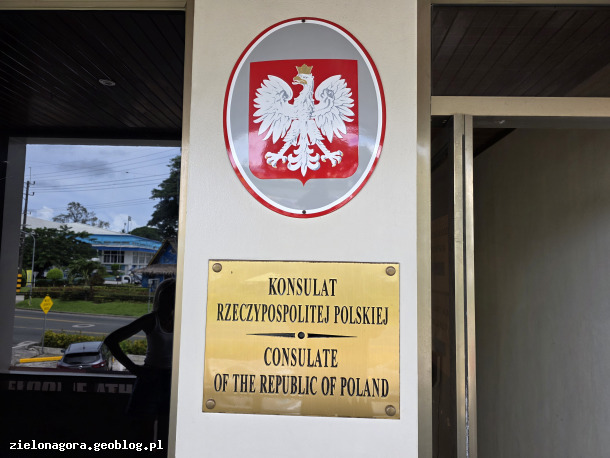 KONSULAT
RZECZYPOSPOLITEJ POLSKIEJ
CONSULATE
OF THE REPUBLIC OF POLAND
zielonagora.geoblog.pl